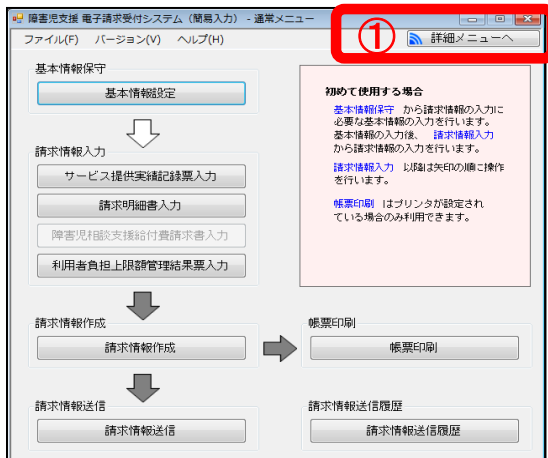 障害児支援 電子請求受付システム（簡易入力） - 通常メニュー
ファイル(F) バージョン(V) ヘルプ(H)
① 詳細メニューへ
基本情報保守
基本情報設定
初めて使用する場合
基本情報保守 から請求情報の入力に
必要な基本情報の入力を行います。
基本情報の入力後、 請求情報入力
から請求情報の入力を行います。
請求情報入力 以降は矢印の順に操作
を行います。
帳票印刷 はプリンタが設定され
ている場合のみ利用できます。
請求情報入力
サービス提供実績記録票入力
請求明細書入力
障害児相談支援給付費請求書入力
利用者負担上限額管理結果票入力
請求情報作成
請求情報作成
帳票印刷
帳票印刷
請求情報送信
請求情報送信
請求情報送信履歴
請求情報送信履歴